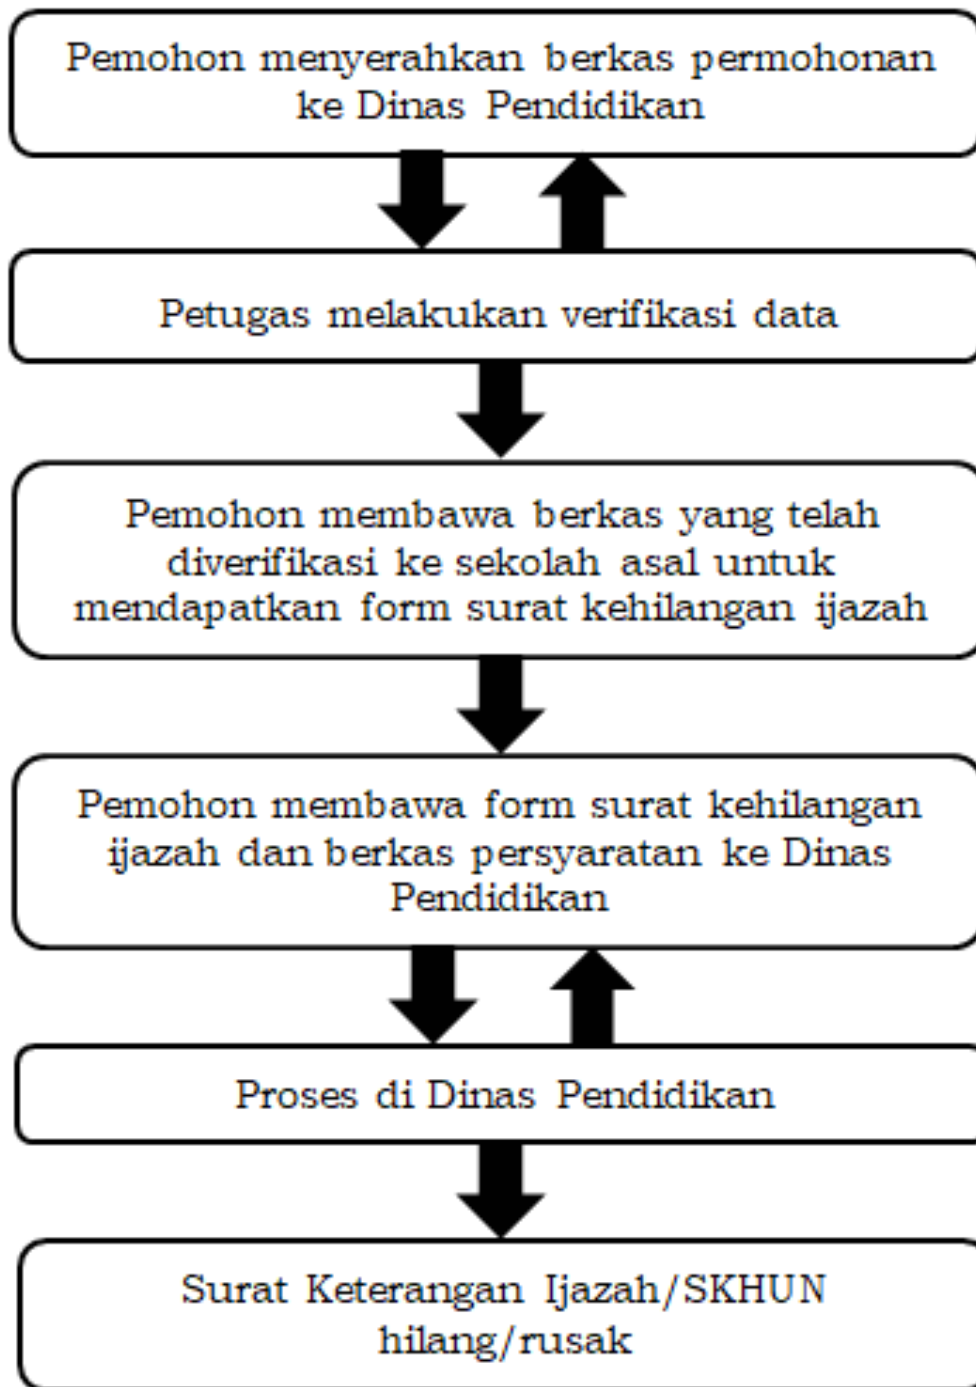 Pemohon menyerahkan berkas permohonan
ke Dinas Pendidikan
Petugas melakukan verifikasi data
Pemohon membawa berkas yang telah
diverifikasi ke sekolah asal untuk
mendapatkan form surat kehilangan ijazah
Pemohon membawa form surat kehilangan
ijazah dan berkas persyaratan ke Dinas
Pendidikan
Proses di Dinas Pendidikan
Surat Keterangan Ijazah/SKHUN
hilang/rusak